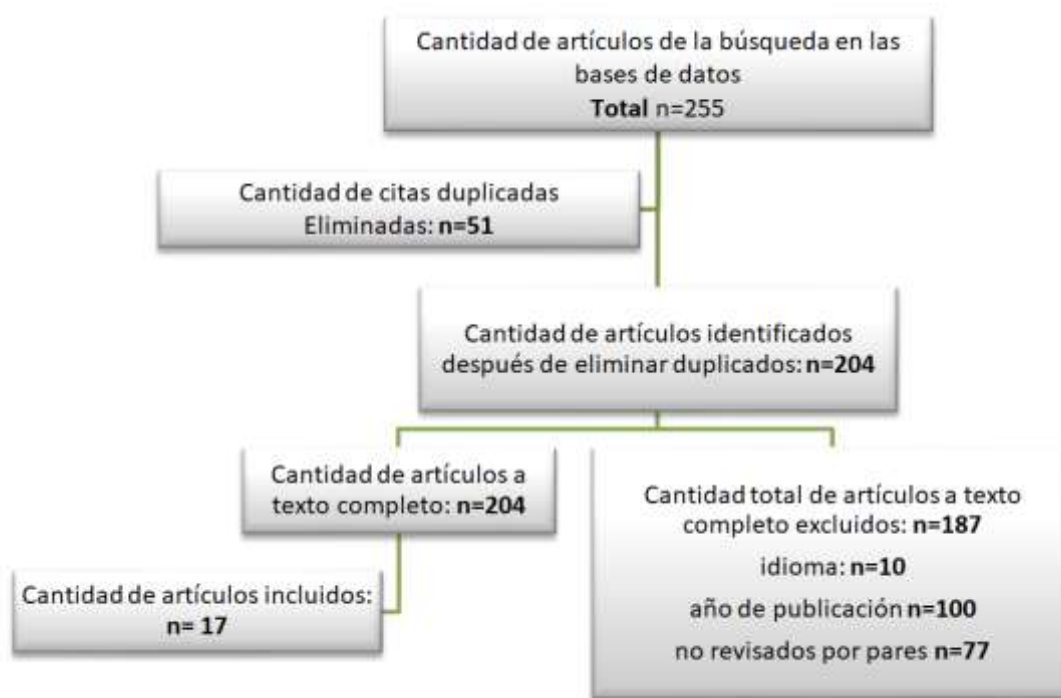 Cantidad de artículos de la búsqueda en las
bases de datos
Total n=255
Cantidad de citas duplicadas
Eliminadas: n=51
Cantidad de artículos identificados
después de eliminar duplicados: n=204
Cantidad de artículos a
texto completo: n=204
Cantidad total de artículos a texto
completo excluidos: n=187
idioma: n=10
año de publicación n=100
no revisados por pares n=77
Cantidad de artículos incluidos:
n= 17